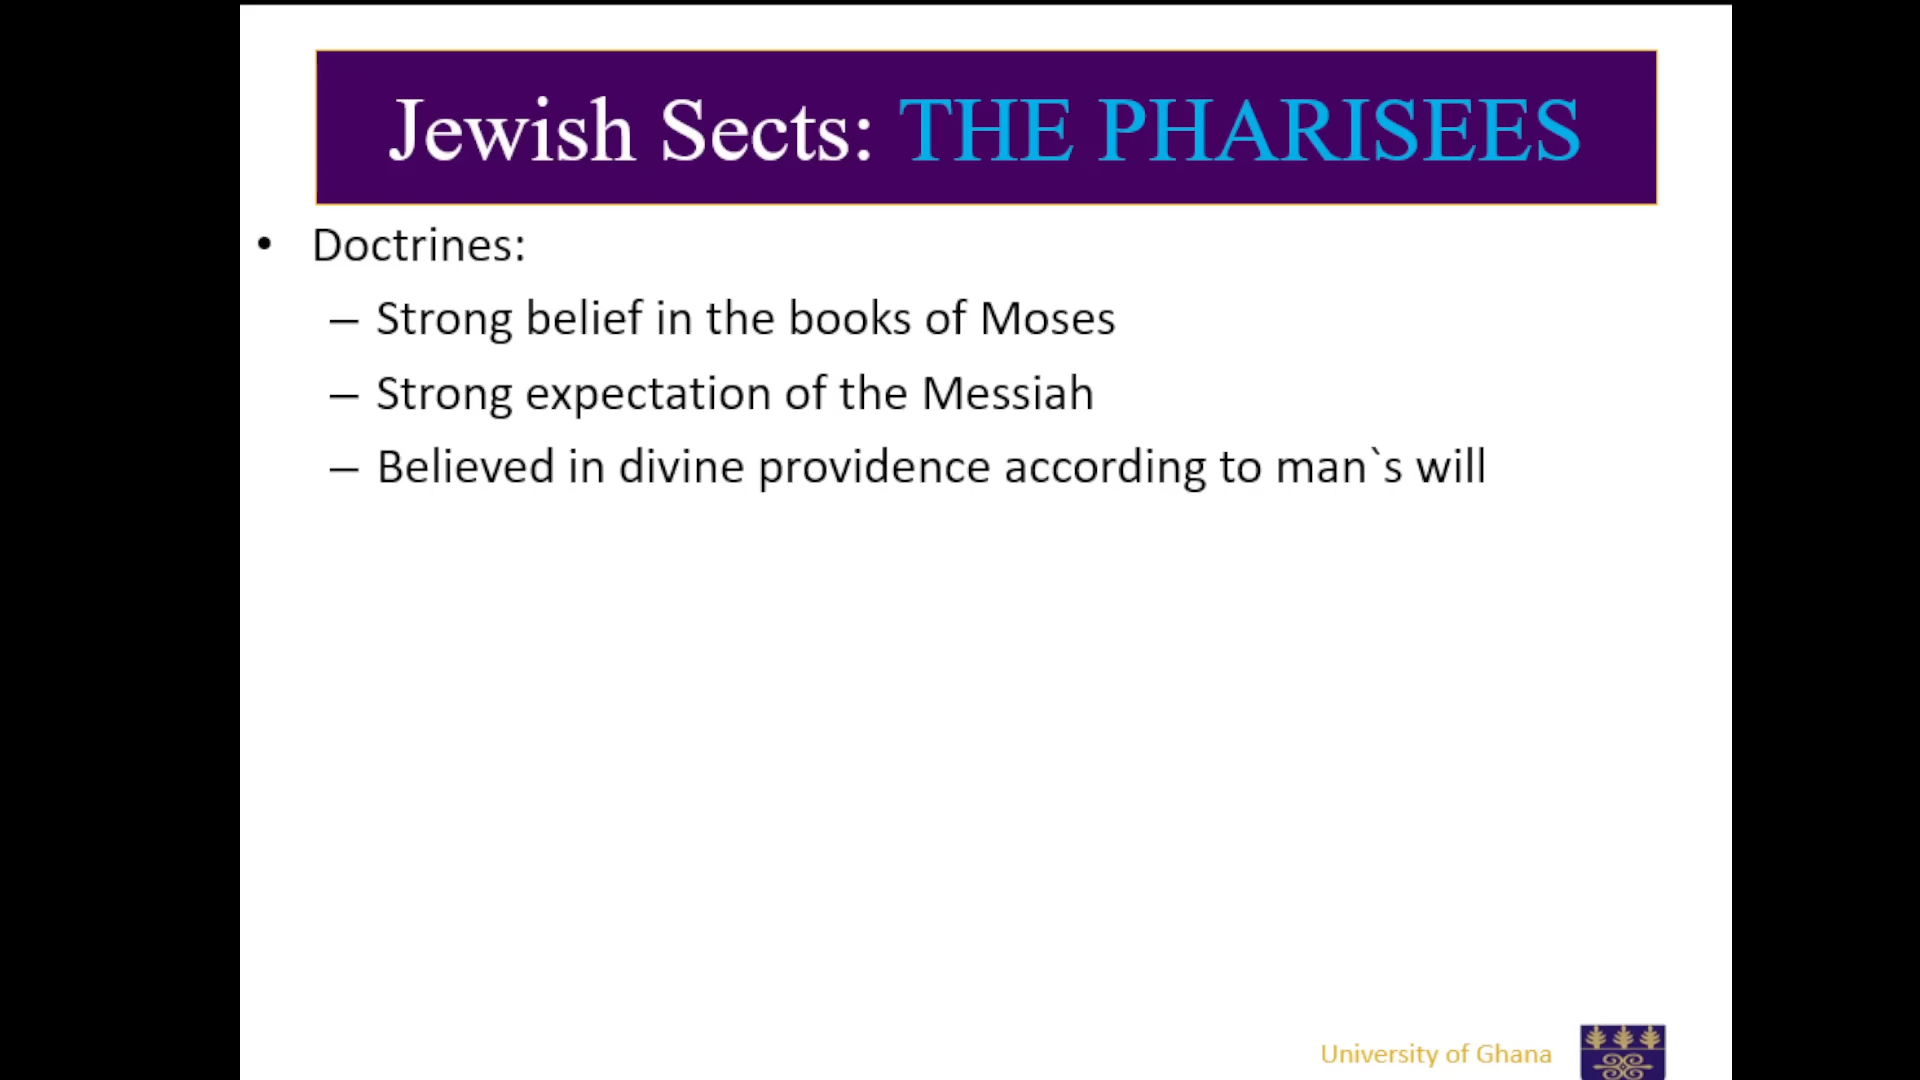 Jewish Sects: THE PHARISEES
• Doctrines:
– Strong belief in the books of Moses
– Strong expectation of the Messiah
– Believed in divine providence according to man`s will
University of Ghana